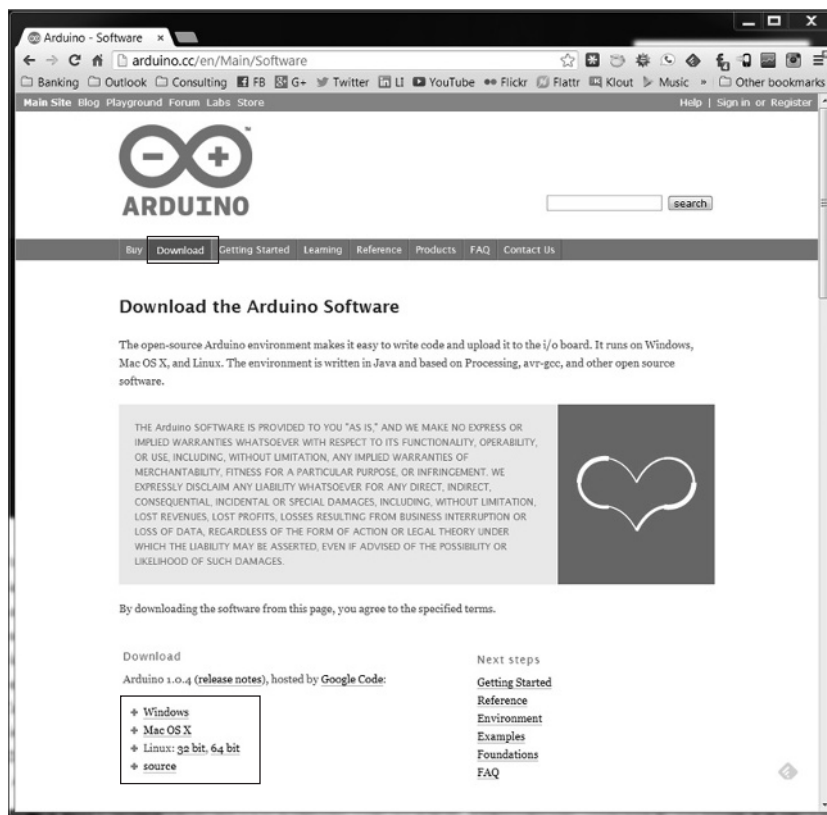 Arduino - Software
arduino.cc/en/Main/Software
Banking Outlook Consulting FB G+ Twitter LI YouTube Flickr Flattr Klout Music » Other bookmarks
Main Site Blog Playground Forum Labs Store Help | Sign in or Register
ARDUINO
search
Buy Download Getting Started Learning Reference Products FAQ Contact Us
Download the Arduino Software
The open-source Arduino environment makes it easy to write code and upload it to the i/o board. It runs on Windows,
Mac OS X, and Linux. The environment is written in Java and based on Processing, avr-gcc, and other open source
software.
THE Arduino SOFTWARE IS PROVIDED TO YOU "AS IS," AND WE MAKE NO EXPRESS OR
IMPLIED WARRANTIES WHATSOEVER WITH RESPECT TO ITS FUNCTIONALITY, OPERABILITY,
OR USE, INCLUDING, WITHOUT LIMITATION, ANY IMPLIED WARRANTIES OF
MERCHANTABILITY, FITNESS FOR A PARTICULAR PURPOSE, OR INFRINGEMENT. WE
EXPRESSLY DISCLAIM ANY LIABILITY WHATSOEVER FOR ANY DIRECT, INDIRECT,
CONSEQUENTIAL, INCIDENTAL OR SPECIAL DAMAGES, INCLUDING, WITHOUT LIMITATION,
LOST REVENUES, LOST PROFITS, LOSSES RESULTING FROM BUSINESS INTERRUPTION OR
LOSS OF DATA, REGARDLESS OF THE FORM OF ACTION OR LEGAL THEORY UNDER
WHICH THE LIABILITY MAY BE ASSERTED, EVEN IF ADVISED OF THE POSSIBILITY OR
LIKELIHOOD OF SUCH DAMAGES.
By downloading the software from this page, you agree to the specified terms.
Download
Arduino 1.0.4 (release notes), hosted by Google Code:
Windows
Mac OS X
Linux: 32 bit, 64 bit
source
Next steps
Getting Started
Reference
Environment
Examples
Foundations
FAQ